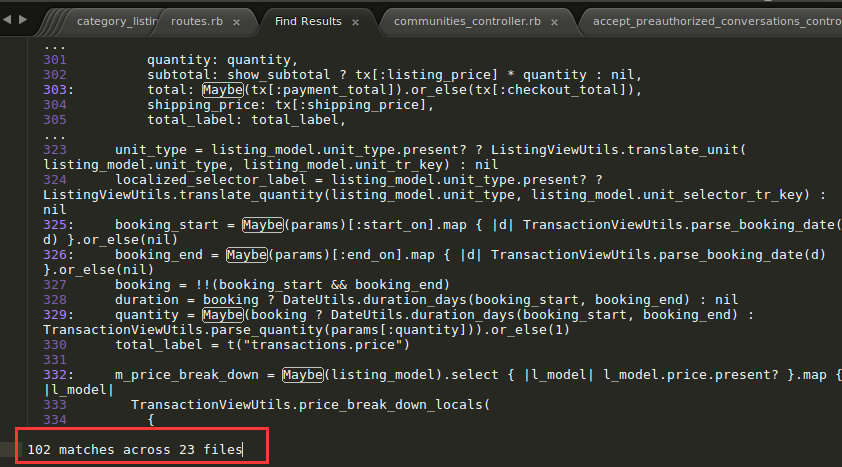 category_listin
routes.rb ×
Find Results ×
communities_controller.rb ×
accept_preauthorized_conversations_contro
...
301 quantity: quantity,
302 subtotal: show_subtotal ? tx[:listing_price] * quantity : nil,
303: total: Maybe(tx[:payment_total]).or_else(tx[:checkout_total]),
304 shipping_price: tx[:shipping_price],
305 total_label: total_label,
...
323 unit_type = listing_model.unit_type.present? ? ListingViewUtils.translate_unit(
listing_model.unit_type, listing_model.unit_tr_key) : nil
324 localized_selector_label = listing_model.unit_type.present? ?
ListingViewUtils.translate_quantity(listing_model.unit_type, listing_model.unit_selector_tr_key) :
nil
325: booking_start = Maybe(params)[:start_on].map { |d| TransactionViewUtils.parse_booking_date(
d) }.or_else(nil)
326: booking_end = Maybe(params)[:end_on].map { |d| TransactionViewUtils.parse_booking_date(d)
}.or_else(nil)
327 booking = !!(booking_start && booking_end)
328 duration = booking ? DateUtils.duration_days(booking_start, booking_end) : nil
329: quantity = Maybe(booking ? DateUtils.duration_days(booking_start, booking_end) :
TransactionViewUtils.parse_quantity(params[:quantity])).or_else(1)
330 total_label = t("transactions.price")
331
332: m_price_break_down = Maybe(listing_model).select { |l_model| l_model.price.present? }.map {
|l_model|
333 TransactionViewUtils.price_break_down_locals(
334 {
102 matches across 23 files